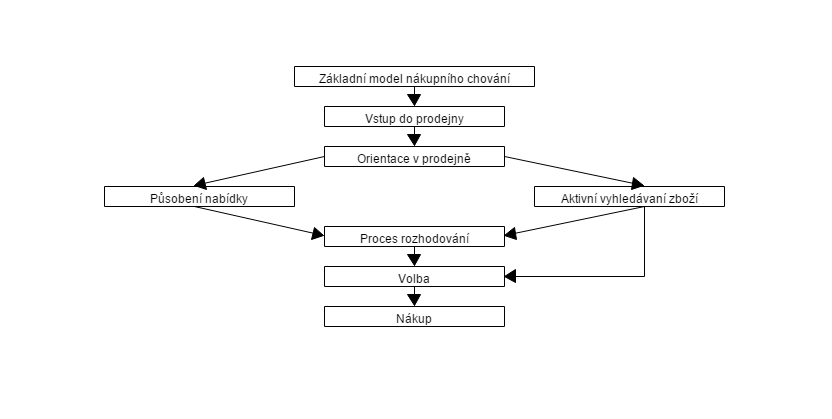 Základní model nákupního chování
Vstup do prodejny
Orientace v prodejně
Působení nabídky
Aktivní vyhledávaní zboží
Proces rozhodování
Volba
Nákup